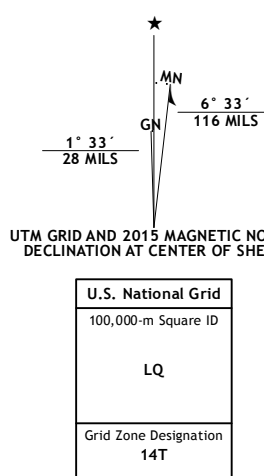 ★
MN
GN
1° 33´
28 MILS
6° 33´
116 MILS
UTM GRID AND 2015 MAGNETIC NO
DECLINATION AT CENTER OF SHE
U.S. National Grid
100,000-m Square ID
LQ
Grid Zone Designation
14T